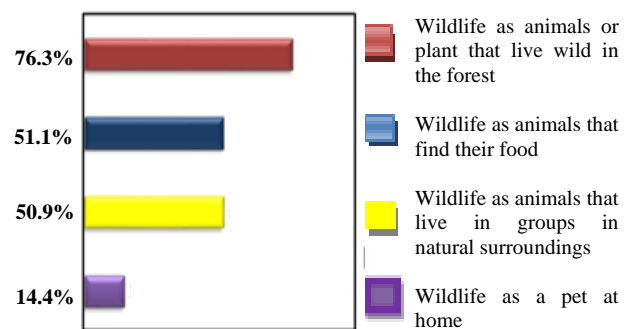 76.3%
51.1%
50.9%
14.4%
Wildlife as animals or
plant that live wild in
the forest
Wildlife as animals that
find their food
Wildlife as animals that
live in groups in
natural surroundings
Wildlife as a pet at
home